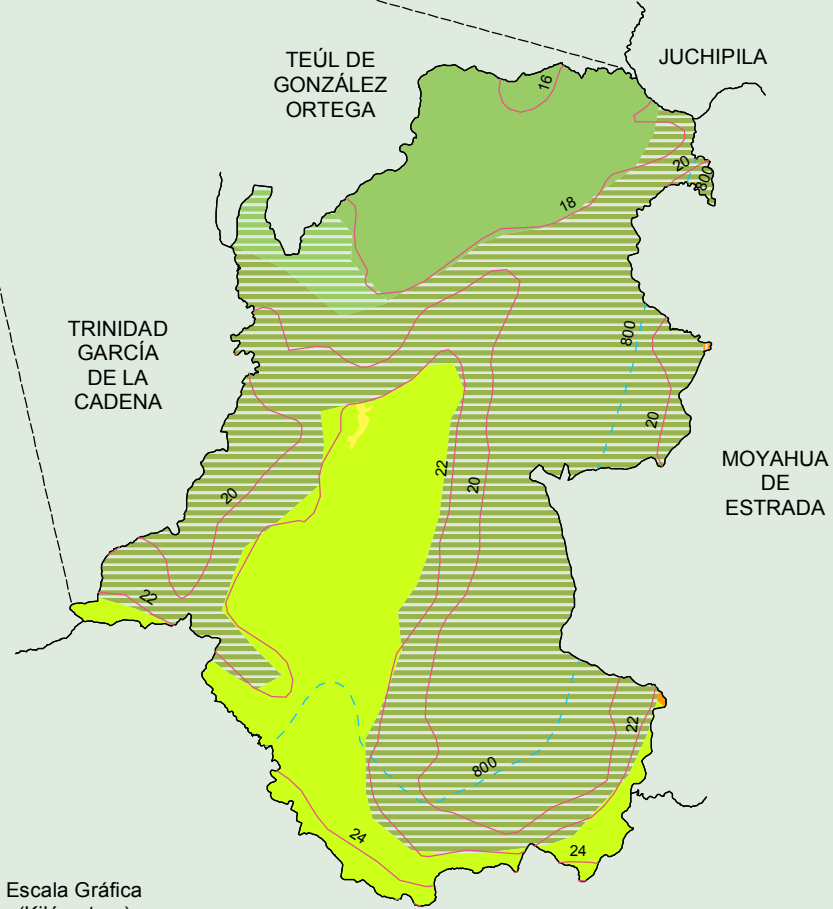 TEÚL DE
GONZÁLEZ
ORTEGA
JUCHIPILA
16
20
800
18
TRINIDAD
GARCÍA
DE LA
CADENA
800
20
MOYAHUA
DE
ESTRADA
22
20
20
22
22
800
24
24
Escala Gráfica